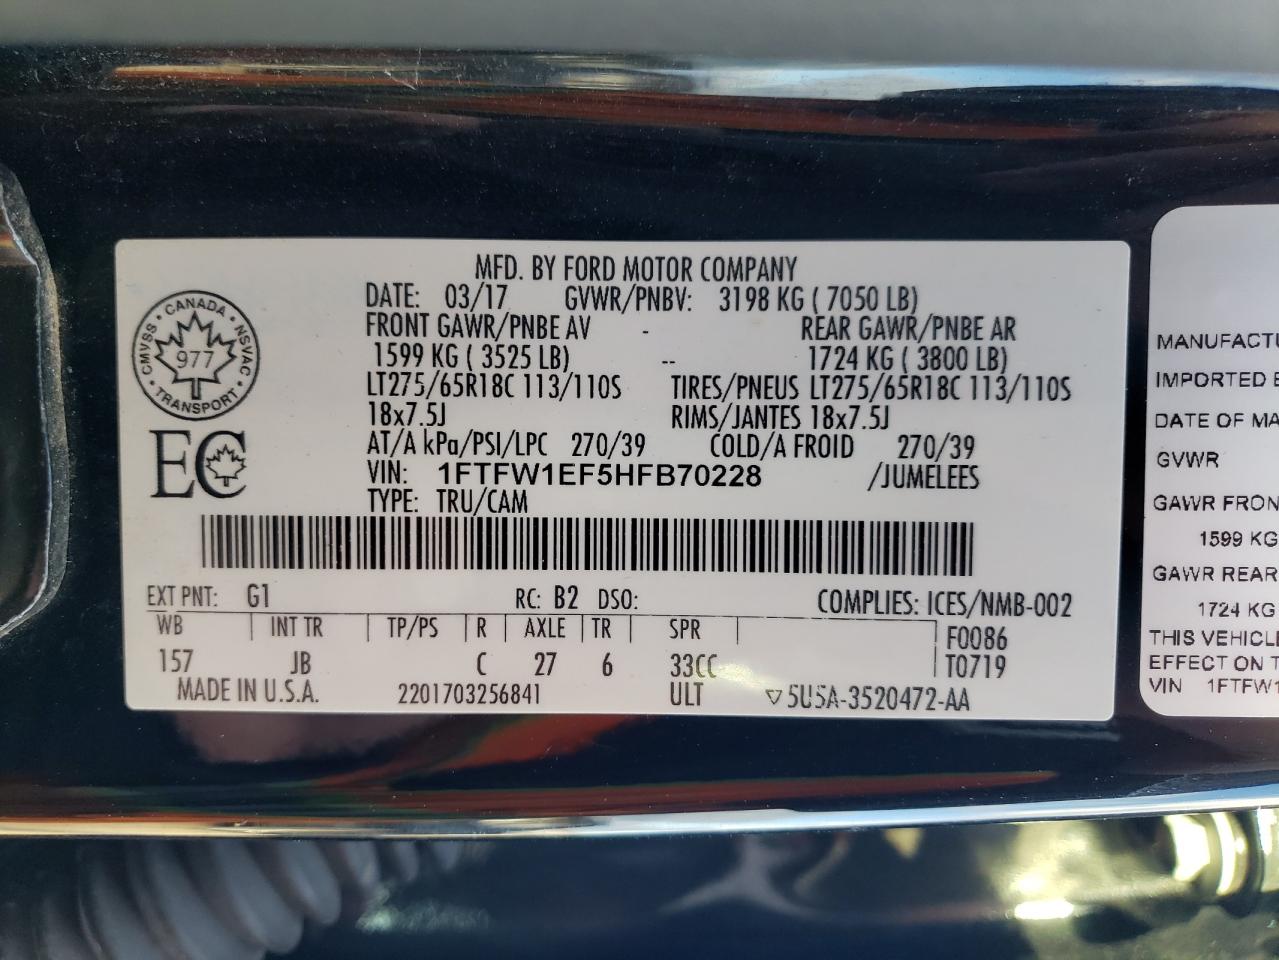 MFD. BY FORD MOTOR COMPANY
DATE: 03/17 GVWR/PNBV: 3198 KG ( 7050 LB)
FRONT GAWR/PNBE AV - REAR GAWR/PNBE AR
1599 KG ( 3525 LB) -- 1724 KG ( 3800 LB)
LT275/65R18C 113/110S TIRES/PNEUS LT275/65R18C 113/110S
18x7.5J RIMS/JANTES 18x7.5J
AT/A kPa/PSI/LPC 270/39 COLD/A FROID 270/39
VIN: 1FTFW1EF5HFB70228 /JUMELEES
TYPE: TRU/CAM
CANADA
CMVSS · NSVAC
977
TRANSPORT
EC
EXT PNT: G1 RC: B2 DSO: COMPLIES: ICES/NMB-002
WB | INT TR | TP/PS | R | AXLE | TR | SPR | | F0086
157 JB C 27 6 33CC T0719
MADE IN U.S.A. 2201703256841 ULT ▽5U5A-3520472-AA
MANUFACTU
IMPORTED
DATE OF MA
GVWR
GAWR FRON
1599 KG
GAWR REAR
1724 KG
THIS VEHICL
EFFECT ON T
VIN 1FTFW1